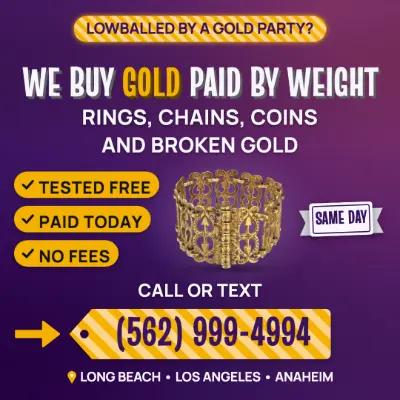 LOWBALLED BY A GOLD PARTY?
WE BUY GOLD PAID BY WEIGHT
RINGS, CHAINS, COINS
AND BROKEN GOLD
✓ TESTED FREE
✓ PAID TODAY
✓ NO FEES
SAME DAY
CALL OR TEXT
(562) 999-4994
LONG BEACH • LOS ANGELES • ANAHEIM